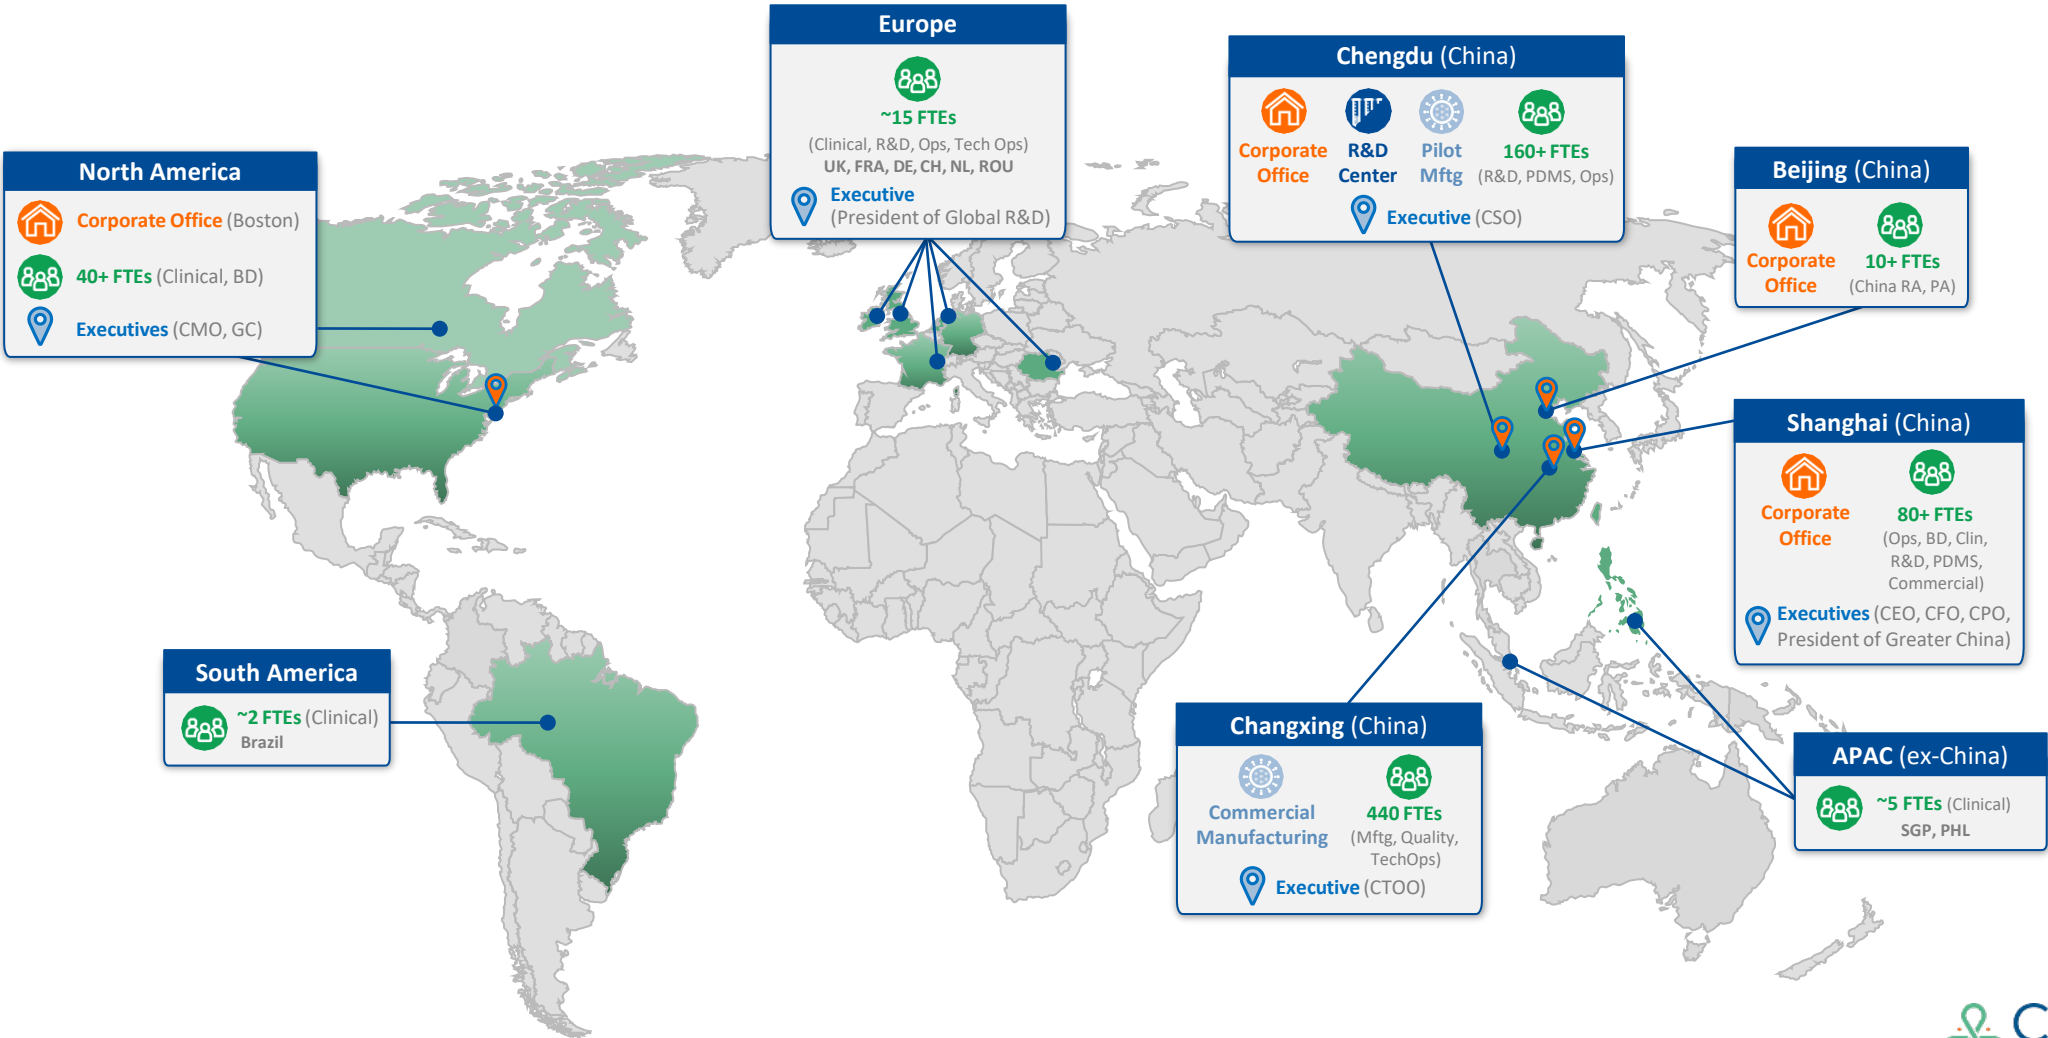 Europe
~15 FTEs
(Clinical, R&D, Ops, Tech Ops)
UK, FRA, DE, CH, NL, ROU
Executive
(President of Global R&D)
Chengdu (China)
Corporate
Office
R&D
Center
Pilot
Mftg
160+ FTEs
(R&D, PDMS, Ops)
Executive (CSO)
North America
Corporate Office (Boston)
40+ FTEs (Clinical, BD)
Executives (CMO, GC)
Beijing (China)
Corporate
Office
10+ FTEs
(China RA, PA)
Shanghai (China)
Corporate
Office
80+ FTEs
(Ops, BD, Clin,
R&D, PDMS,
Commercial)
Executives (CEO, CFO, CPO,
President of Greater China)
South America
~2 FTEs (Clinical)
Brazil
Changxing (China)
Commercial
Manufacturing
440 FTEs
(Mftg, Quality,
TechOps)
Executive (CTOO)
APAC (ex-China)
~5 FTEs (Clinical)
SGP, PHL
C